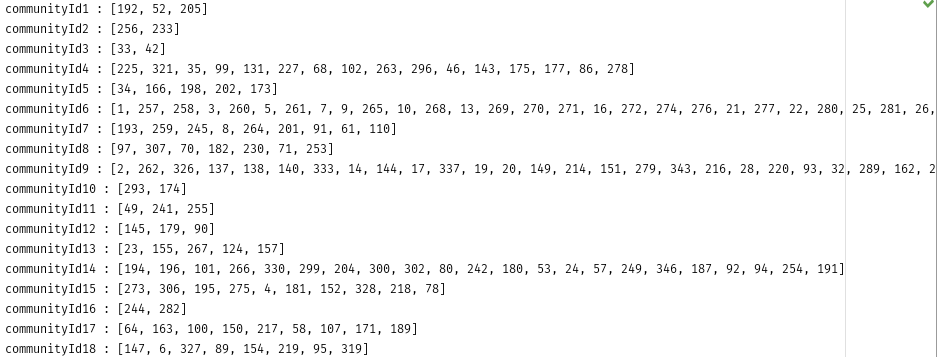 communityId1 : [192, 52, 205]
communityId2 : [256, 233]
communityId3 : [33, 42]
communityId4 : [225, 321, 35, 99, 131, 227, 68, 102, 263, 296, 46, 143, 175, 177, 86, 278]
communityId5 : [34, 166, 198, 202, 173]
communityId6 : [1, 257, 258, 3, 260, 5, 261, 7, 9, 265, 10, 268, 13, 269, 270, 271, 16, 272, 274, 276, 21, 277, 22, 280, 25, 281, 26,
communityId7 : [193, 259, 245, 8, 264, 201, 91, 61, 110]
communityId8 : [97, 307, 70, 182, 230, 71, 253]
communityId9 : [2, 262, 326, 137, 138, 140, 333, 14, 144, 17, 337, 19, 20, 149, 214, 151, 279, 343, 216, 28, 220, 93, 32, 289, 162, 2
communityId10 : [293, 174]
communityId11 : [49, 241, 255]
communityId12 : [145, 179, 90]
communityId13 : [23, 155, 267, 124, 157]
communityId14 : [194, 196, 101, 266, 330, 299, 204, 300, 302, 80, 242, 180, 53, 24, 57, 249, 346, 187, 92, 94, 254, 191]
communityId15 : [273, 306, 195, 275, 4, 181, 152, 328, 218, 78]
communityId16 : [244, 282]
communityId17 : [64, 163, 100, 150, 217, 58, 107, 171, 189]
communityId18 : [147, 6, 327, 89, 154, 219, 95, 319]